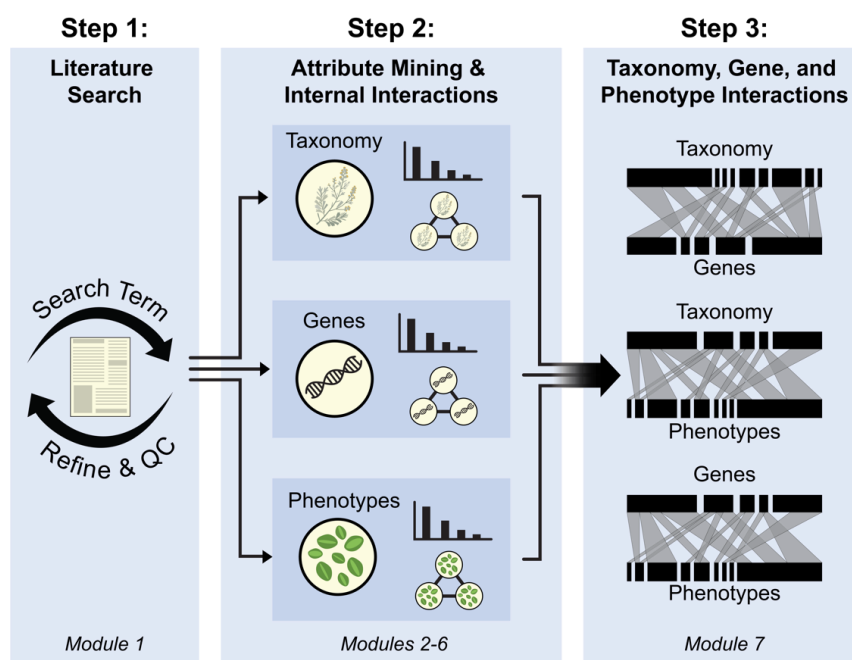 Step 1:
Literature
Search
Search Term
Refine & QC
Module 1
Step 2:
Attribute Mining &
Internal Interactions
Taxonomy
Genes
Phenotypes
Modules 2-6
Step 3:
Taxonomy, Gene, and
Phenotype Interactions
Taxonomy
Genes
Taxonomy
Phenotypes
Genes
Phenotypes
Module 7